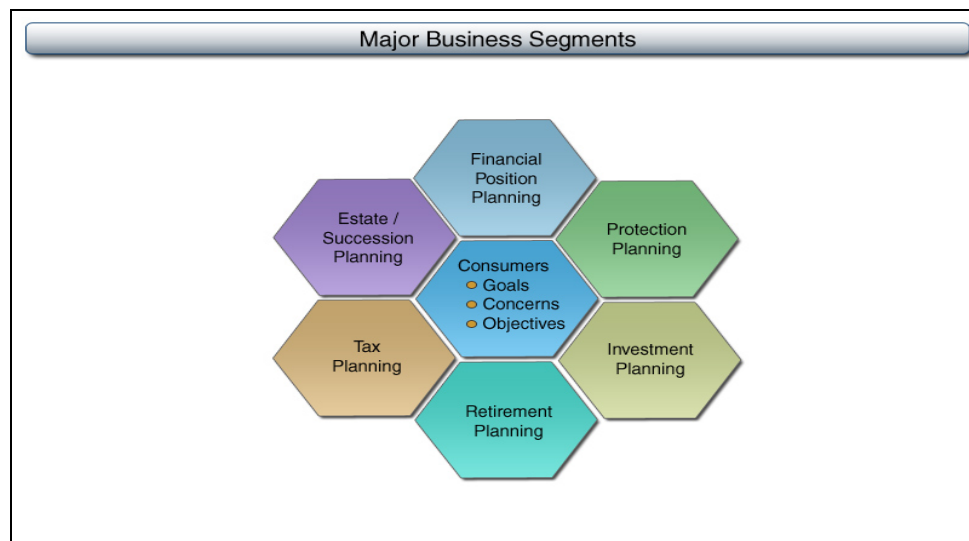 Major Business Segments
Financial
Position
Planning
Estate /
Succession
Planning
Protection
Planning
Consumers
Goals
Concerns
Objectives
Tax
Planning
Investment
Planning
Retirement
Planning